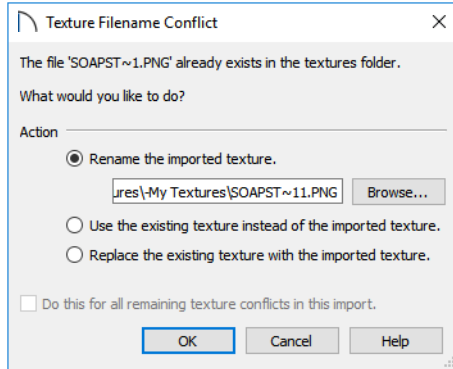 Texture Filename Conflict
The file 'SOAPST~1.PNG' already exists in the textures folder.
What would you like to do?
Action
Rename the imported texture.
ures\-My Textures\SOAPST~11.PNG Browse...
Use the existing texture instead of the imported texture.
Replace the existing texture with the imported texture.
Do this for all remaining texture conflicts in this import.
OK Cancel Help